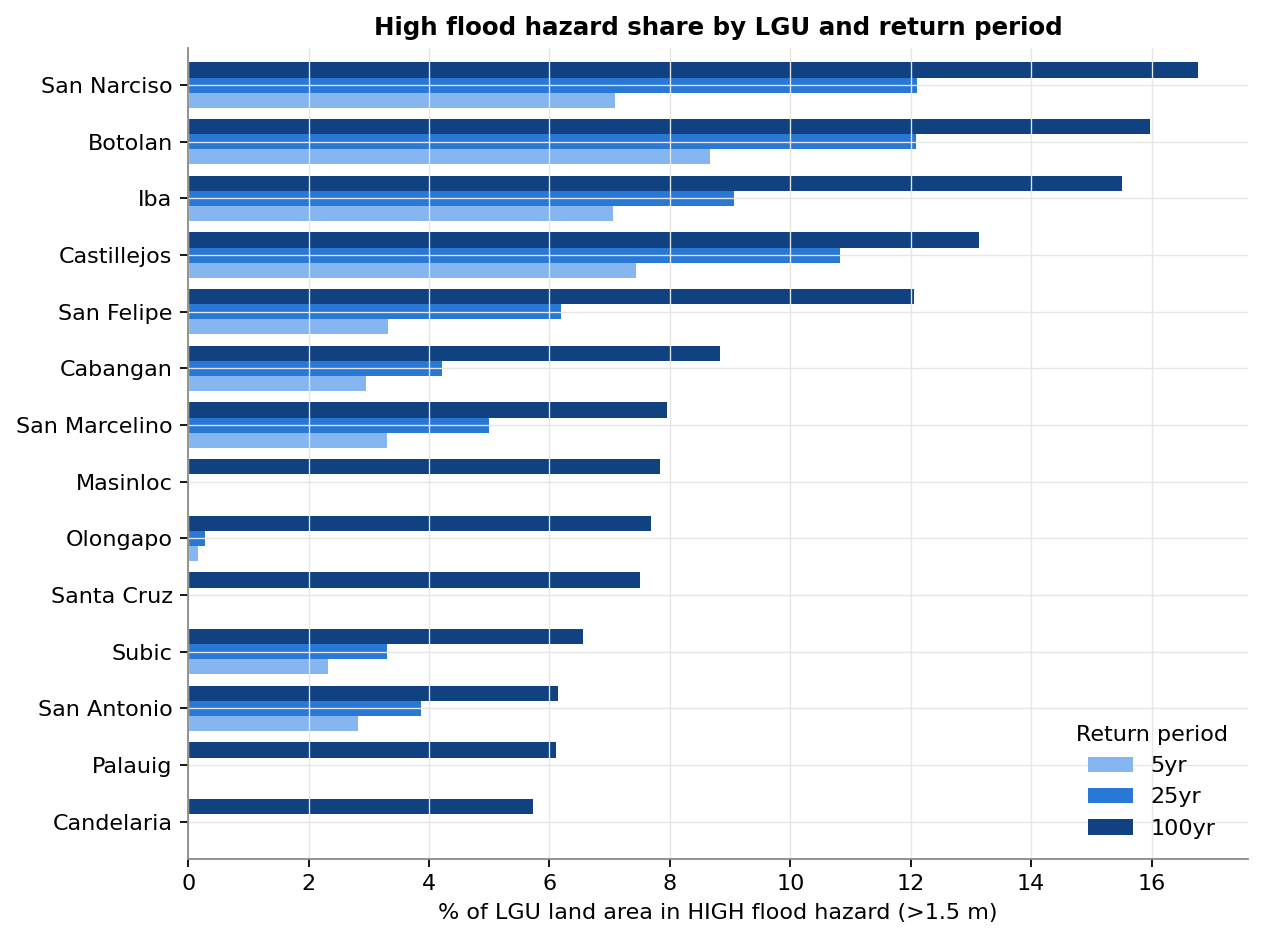 High flood hazard share by LGU and return period
San Narciso
Botolan
Iba
Castillejos
San Felipe
Cabangan
San Marcelino
Masinloc
Olongapo
Santa Cruz
Subic
San Antonio
Palauig
Candelaria
Return period
5yr
25yr
100yr
0 2 4 6 8 10 12 14 16
% of LGU land area in HIGH flood hazard (>1.5 m)